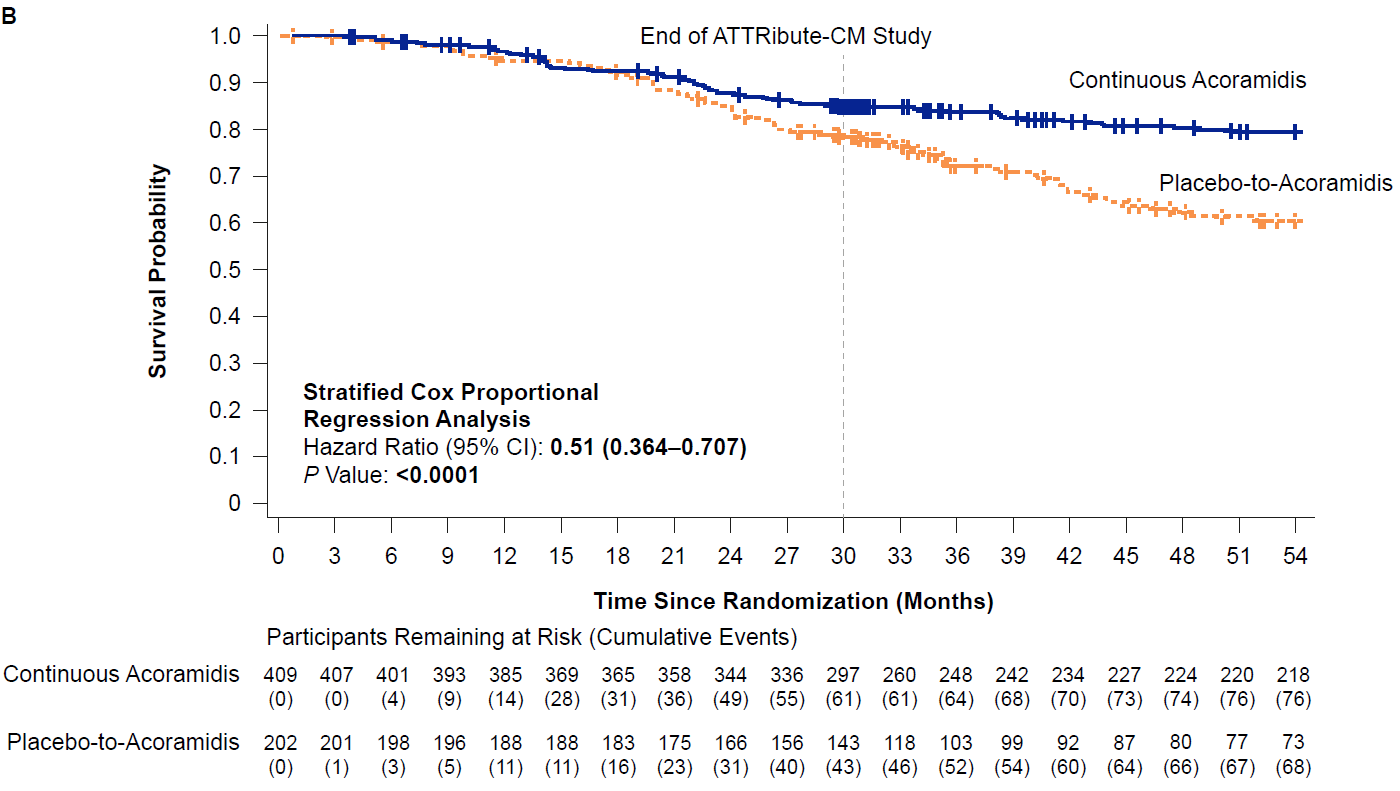 B
End of ATTRibute-CM Study
Continuous Acoramidis
Placebo-to-Acoramidis
Survival Probability
1.0
0.9
0.8
0.7
0.6
0.5
0.4
0.3
0.2
0.1
0
Stratified Cox Proportional
Regression Analysis
Hazard Ratio (95% CI): 0.51 (0.364–0.707)
P Value: <0.0001
0 3 6 9 12 15 18 21 24 27 30 33 36 39 42 45 48 51 54
Time Since Randomization (Months)
Participants Remaining at Risk (Cumulative Events)
Continuous Acoramidis 409 407 401 393 385 369 365 358 344 336 297 260 248 242 234 227 224 220 218
(0) (0) (4) (9) (14) (28) (31) (36) (49) (55) (61) (61) (64) (68) (70) (73) (74) (76) (76)
Placebo-to-Acoramidis 202 201 198 196 188 188 183 175 166 156 143 118 103 99 92 87 80 77 73
(0) (1) (3) (5) (11) (11) (16) (23) (31) (40) (43) (46) (52) (54) (60) (64) (66) (67) (68)